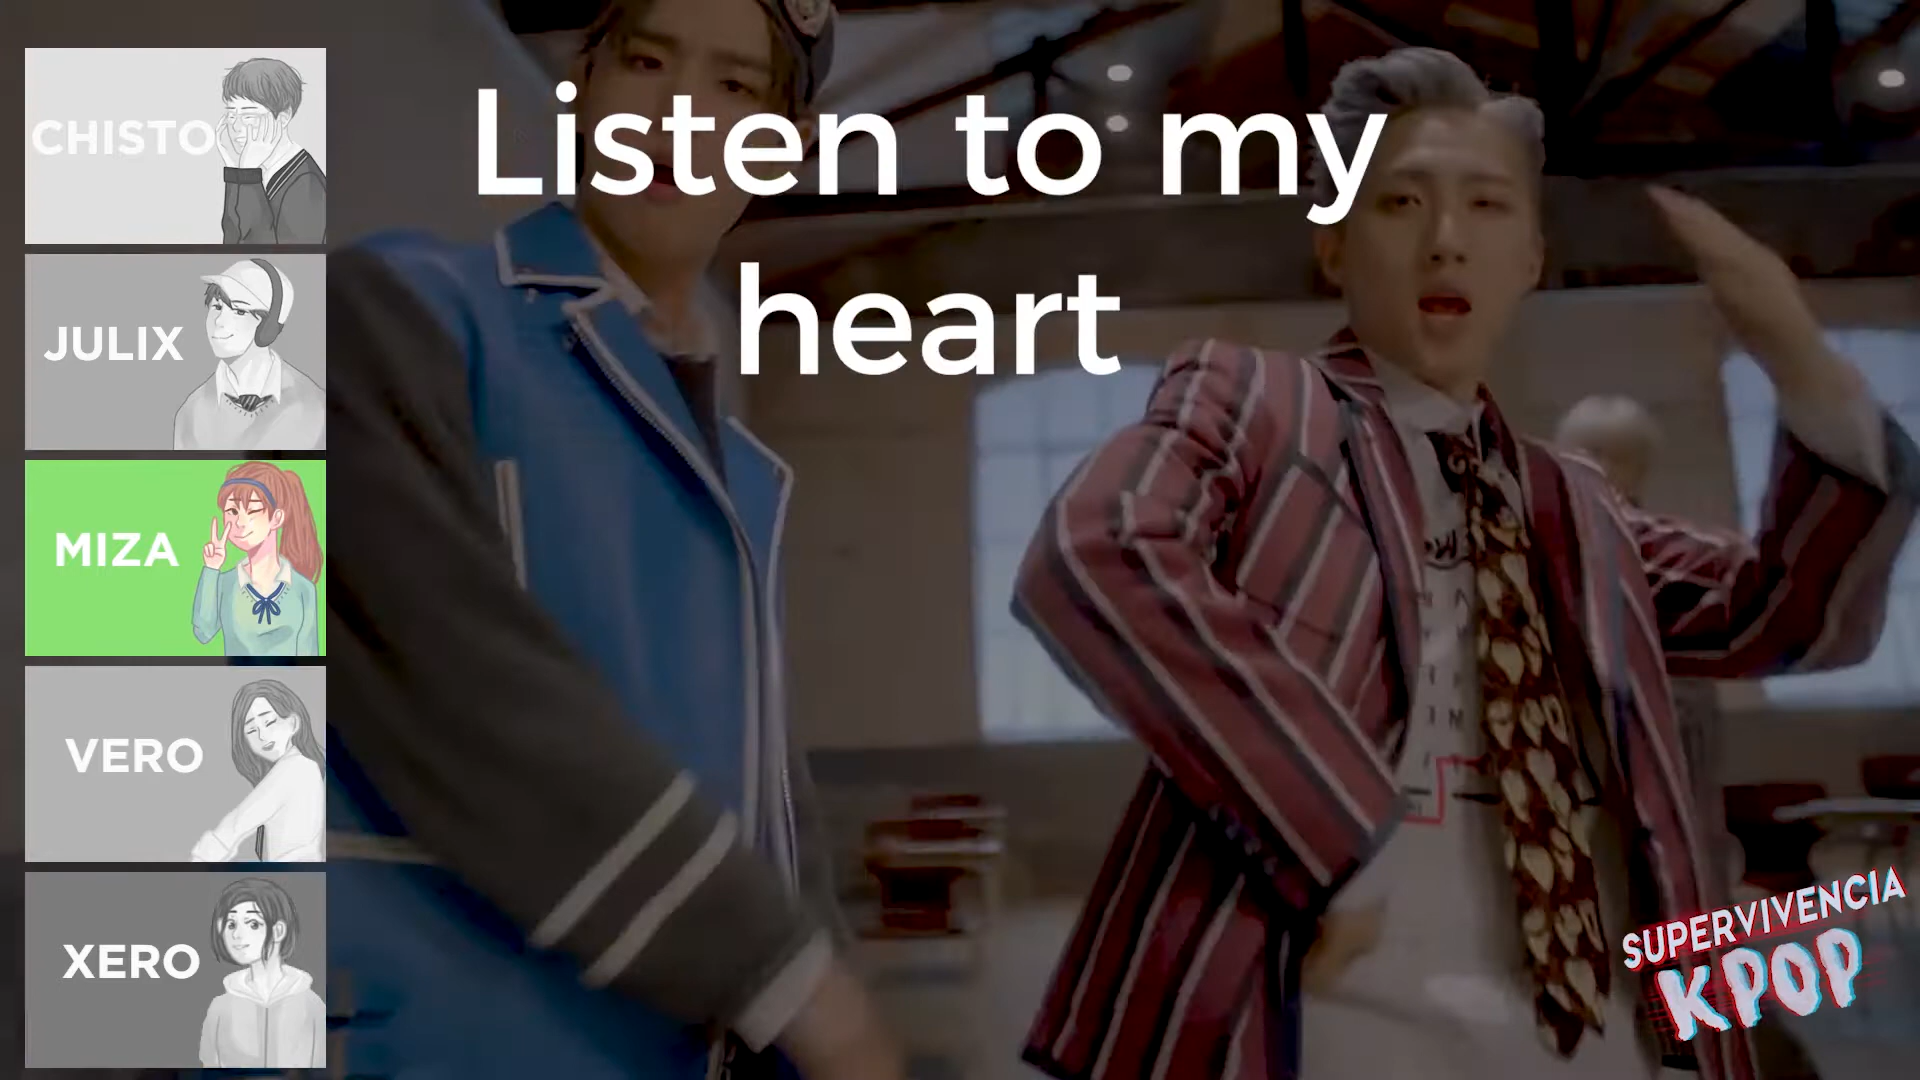 CHISTO
JULIX
MIZA
VERO
XERO
Listen to my
heart
SUPERVIVENCIA
KPOP